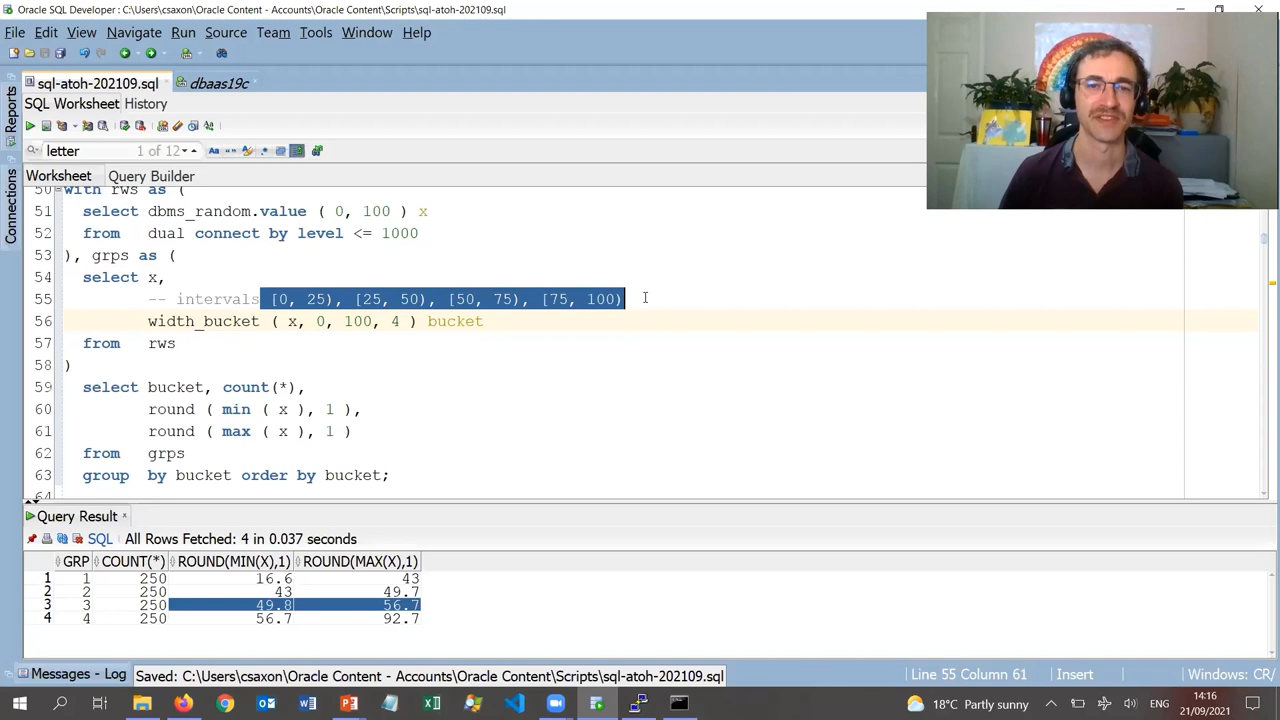 Oracle SQL Developer : C:\Users\csaxon\Oracle Content - Accounts\Oracle Content\Scripts\sql-atoh-202109.sql
File Edit View Navigate Run Source Team Tools Window Help
sql-atoh-202109.sql dbaas19c
SQL Worksheet History
letter 1 of 12
Worksheet Query Builder
Reports
Connections
50 with rws as (
51 select dbms_random.value ( 0, 100 ) x
52 from dual connect by level <= 1000
53 ), grps as (
54 select x,
55 -- intervals [0, 25), [25, 50), [50, 75), [75, 100)
56 width_bucket ( x, 0, 100, 4 ) bucket
57 from rws
58 )
59 select bucket, count(*),
60 round ( min ( x ), 1 ),
61 round ( max ( x ), 1 )
62 from grps
63 group by bucket order by bucket;
64
Query Result
SQL All Rows Fetched: 4 in 0.037 seconds
GRP COUNT(*) ROUND(MIN(X),1) ROUND(MAX(X),1)
1 1 250 16.6 43
2 2 250 43 49.7
3 3 250 49.8 56.7
4 4 250 56.7 92.7
Messages - Log Saved: C:\Users\csaxon\Oracle Content - Accounts\Oracle Content\Scripts\sql-atoh-202109.sql Line 55 Column 61 Insert Windows: CR/
18°C Partly sunny ENG 14:16
21/09/2021